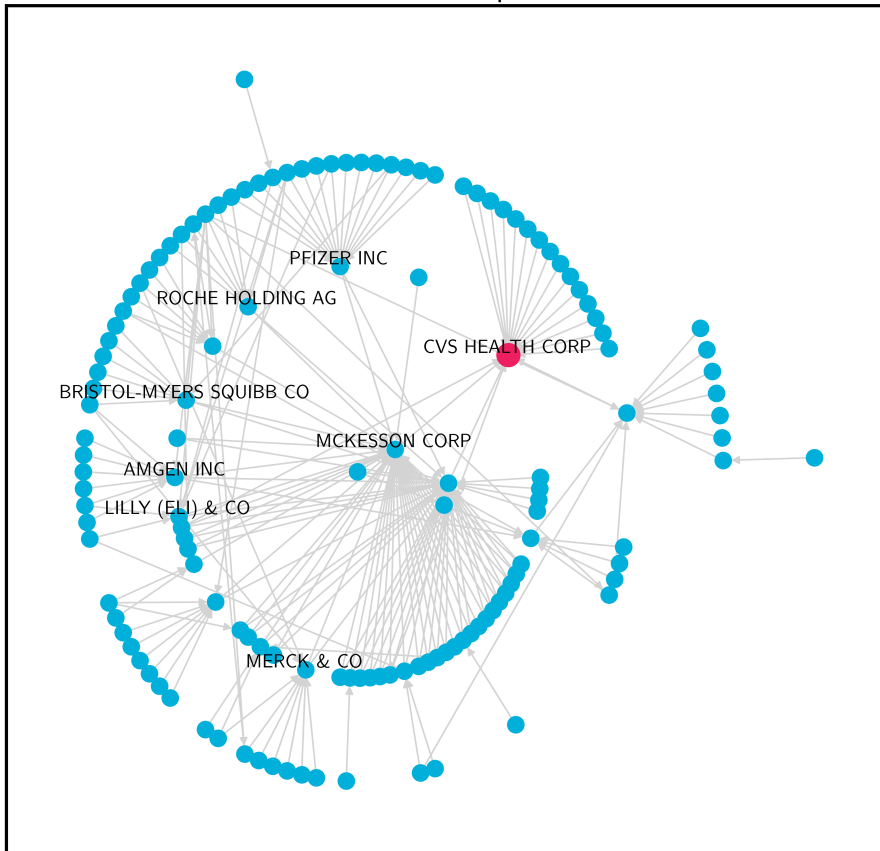 PFIZER INC
ROCHE HOLDING AG
CVS HEALTH CORP
BRISTOL-MYERS SQUIBB CO
MCKESSON CORP
AMGEN INC
LILLY (ELI) & CO
MERCK & CO